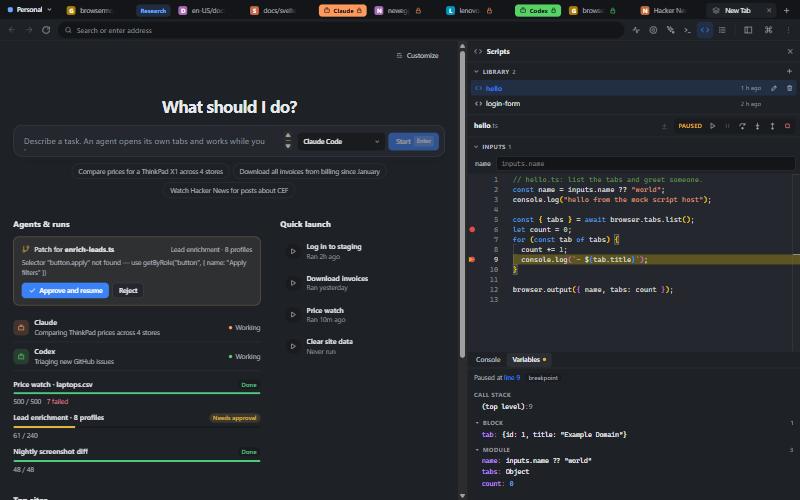 Personal
browserm
Research
en-US/doc
docs/svelte
Claude
neweg
lenovo
Codex
brows
Hacker Ne
New Tab
Search or enter address
Customize
What should I do?
Describe a task. An agent opens its own tabs and works while you
Claude Code
Start Enter
Compare prices for a ThinkPad X1 across 4 stores
Download all invoices from billing since January
Watch Hacker News for posts about CEF
Agents & runs
Patch for enrich-leads.ts
Lead enrichment · 8 profiles
Selector "button.apply" not found — use getByRole("button", { name: "Apply
filters" })
Approve and resume
Reject
Claude
Comparing ThinkPad prices across 4 stores
Working
Codex
Triaging new GitHub issues
Working
Price watch · laptops.csv
Done
500 / 500 7 failed
Lead enrichment · 8 profiles
Needs approval
61 / 240
Nightly screenshot diff
Done
48 / 48
Quick launch
Log in to staging
Ran 2h ago
Download invoices
Ran yesterday
Price watch
Ran 10m ago
Clear site data
Never run
Scripts
LIBRARY 2
hello
1 h ago
login-form
2 h ago
hello.ts
PAUSED
INPUTS 1
name inputs.name
1 // hello.ts: list the tabs and greet someone.
2 const name = inputs.name ?? "world";
3 console.log("hello from the mock script host");
4
5 const { tabs } = await browser.tabs.list();
6 let count = 0;
7 for (const tab of tabs) {
8 count += 1;
9 console.log(`- ${tab.title}`);
10 }
11
12 browser.output({ name, tabs: count });
13
Console
Variables
Paused at line 9 breakpoint
CALL STACK
(top level):9
BLOCK 1
tab: {id: 1, title: "Example Domain"}
MODULE 3
name: inputs.name ?? "world"
tabs: Object
count: 0